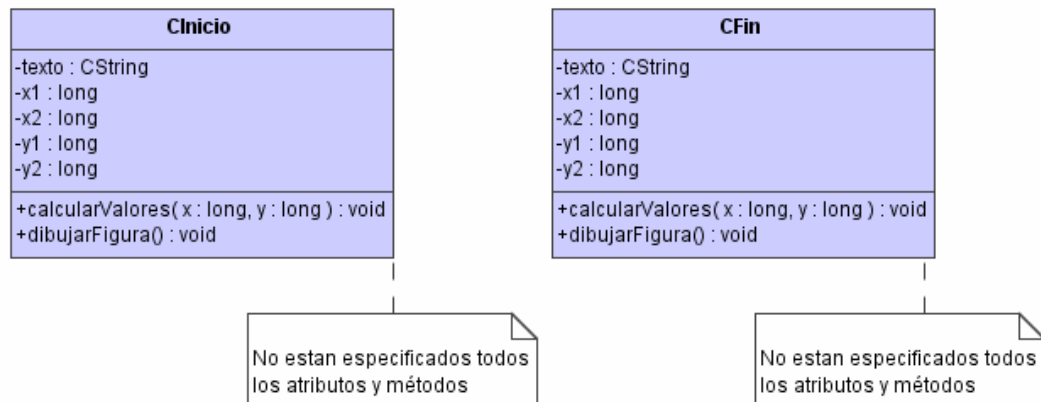 CInicio
-texto : CString
-x1 : long
-x2 : long
-y1 : long
-y2 : long
+calcularValores( x : long, y : long ) : void
+dibujarFigura() : void
No estan especificados todos
los atributos y métodos
CFin
-texto : CString
-x1 : long
-x2 : long
-y1 : long
-y2 : long
+calcularValores( x : long, y : long ) : void
+dibujarFigura() : void
No estan especificados todos
los atributos y métodos